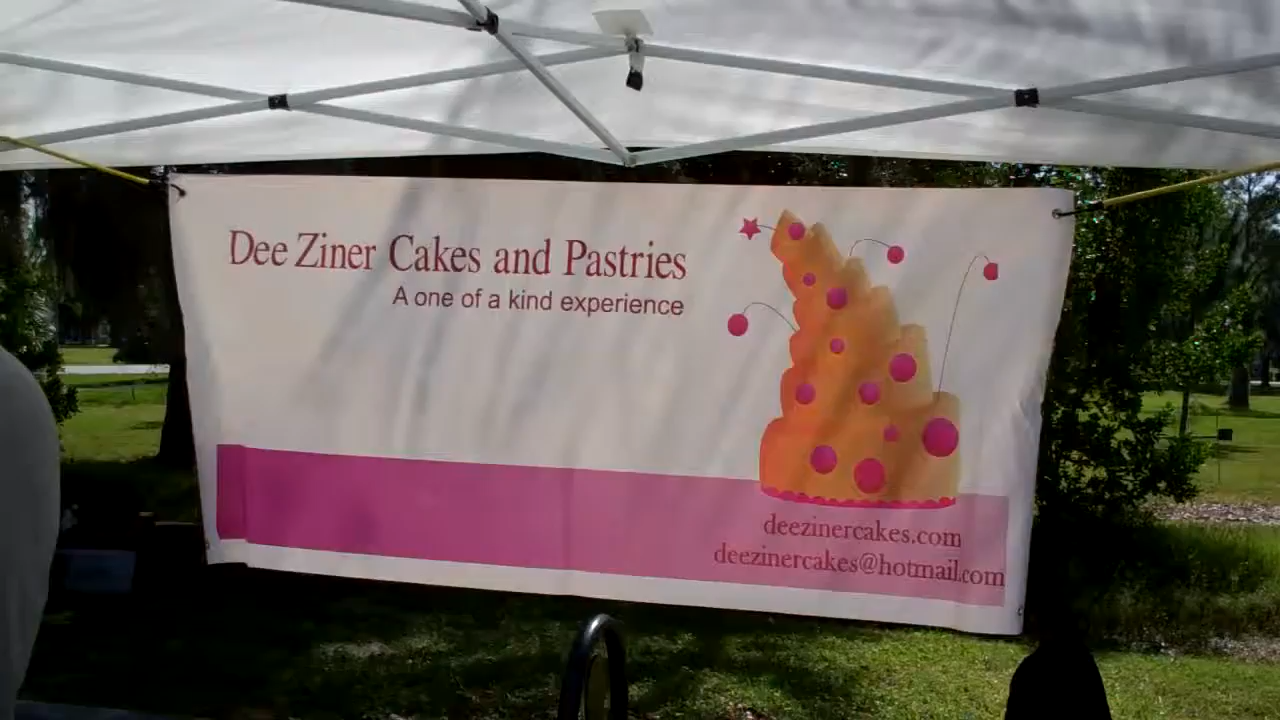 Dee Ziner Cakes and Pastries
A one of a kind experience
deezinercakes.com
deezinercakes@hotmail.com